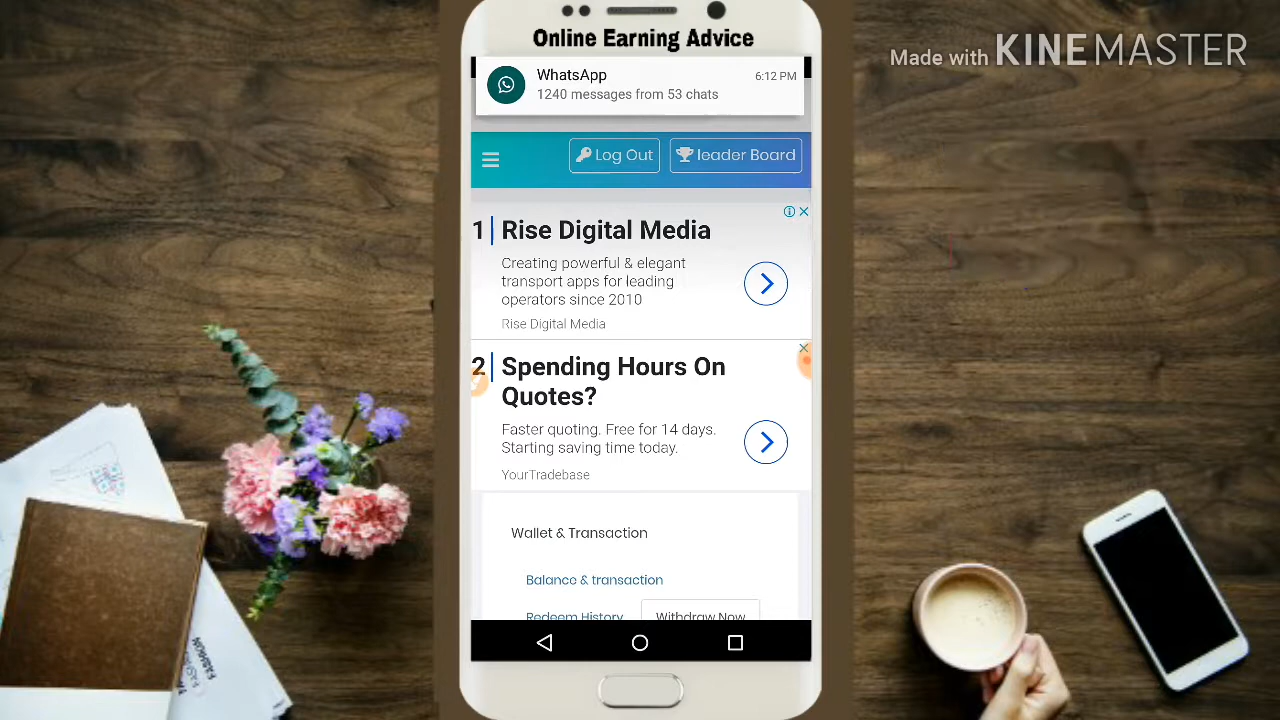 Online Earning Advice
Made with KINEMASTER
WhatsApp 6:12 PM
1240 messages from 53 chats
Log Out leader Board
1 Rise Digital Media
Creating powerful & elegant
transport apps for leading
operators since 2010
Rise Digital Media
2 Spending Hours On
Quotes?
Faster quoting. Free for 14 days.
Starting saving time today.
YourTradebase
Wallet & Transaction
Balance & transaction
Redeem History Withdraw Now
FASHION